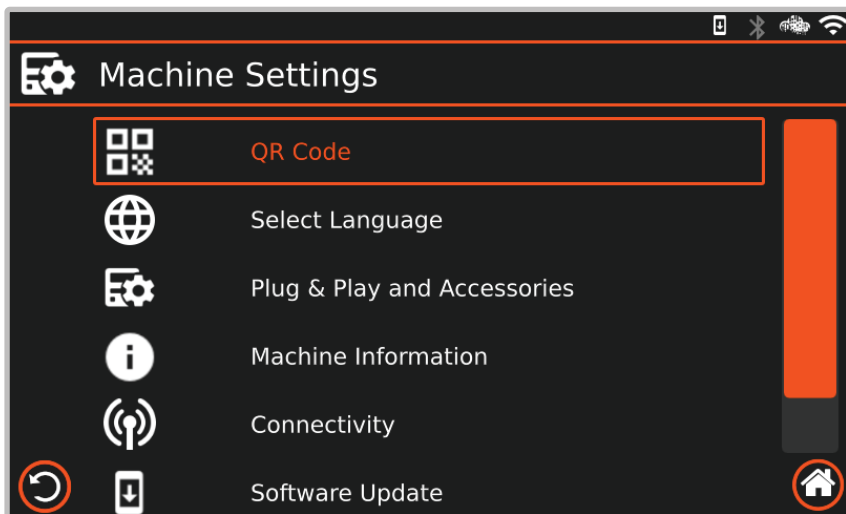 Machine Settings
QR Code
Select Language
Plug & Play and Accessories
Machine Information
Connectivity
Software Update